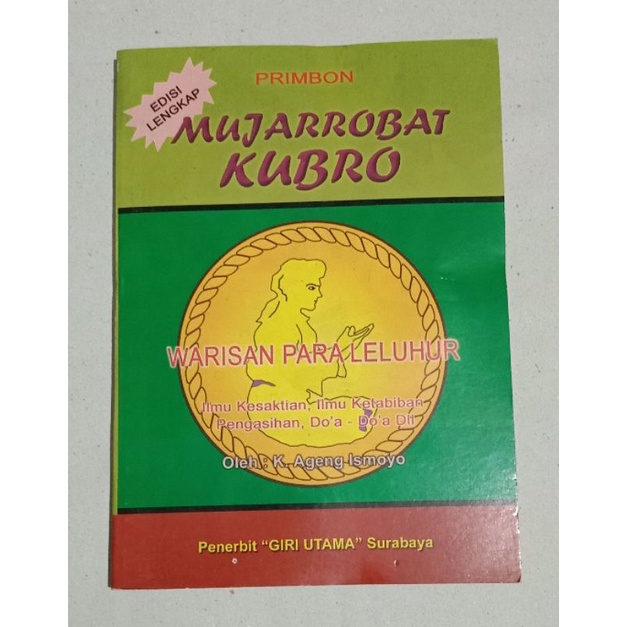 PRIMBON
EDISI
LENGKAP
MUJARROBAT
KUBRO
WARISAN PARA LELUHUR
Ilmu Kesaktian, Ilmu Ketabiban
Pengasihan, Do'a - Do'a Dll.
Oleh : K. Ageng Ismoyo
Penerbit "GIRI UTAMA" Surabaya